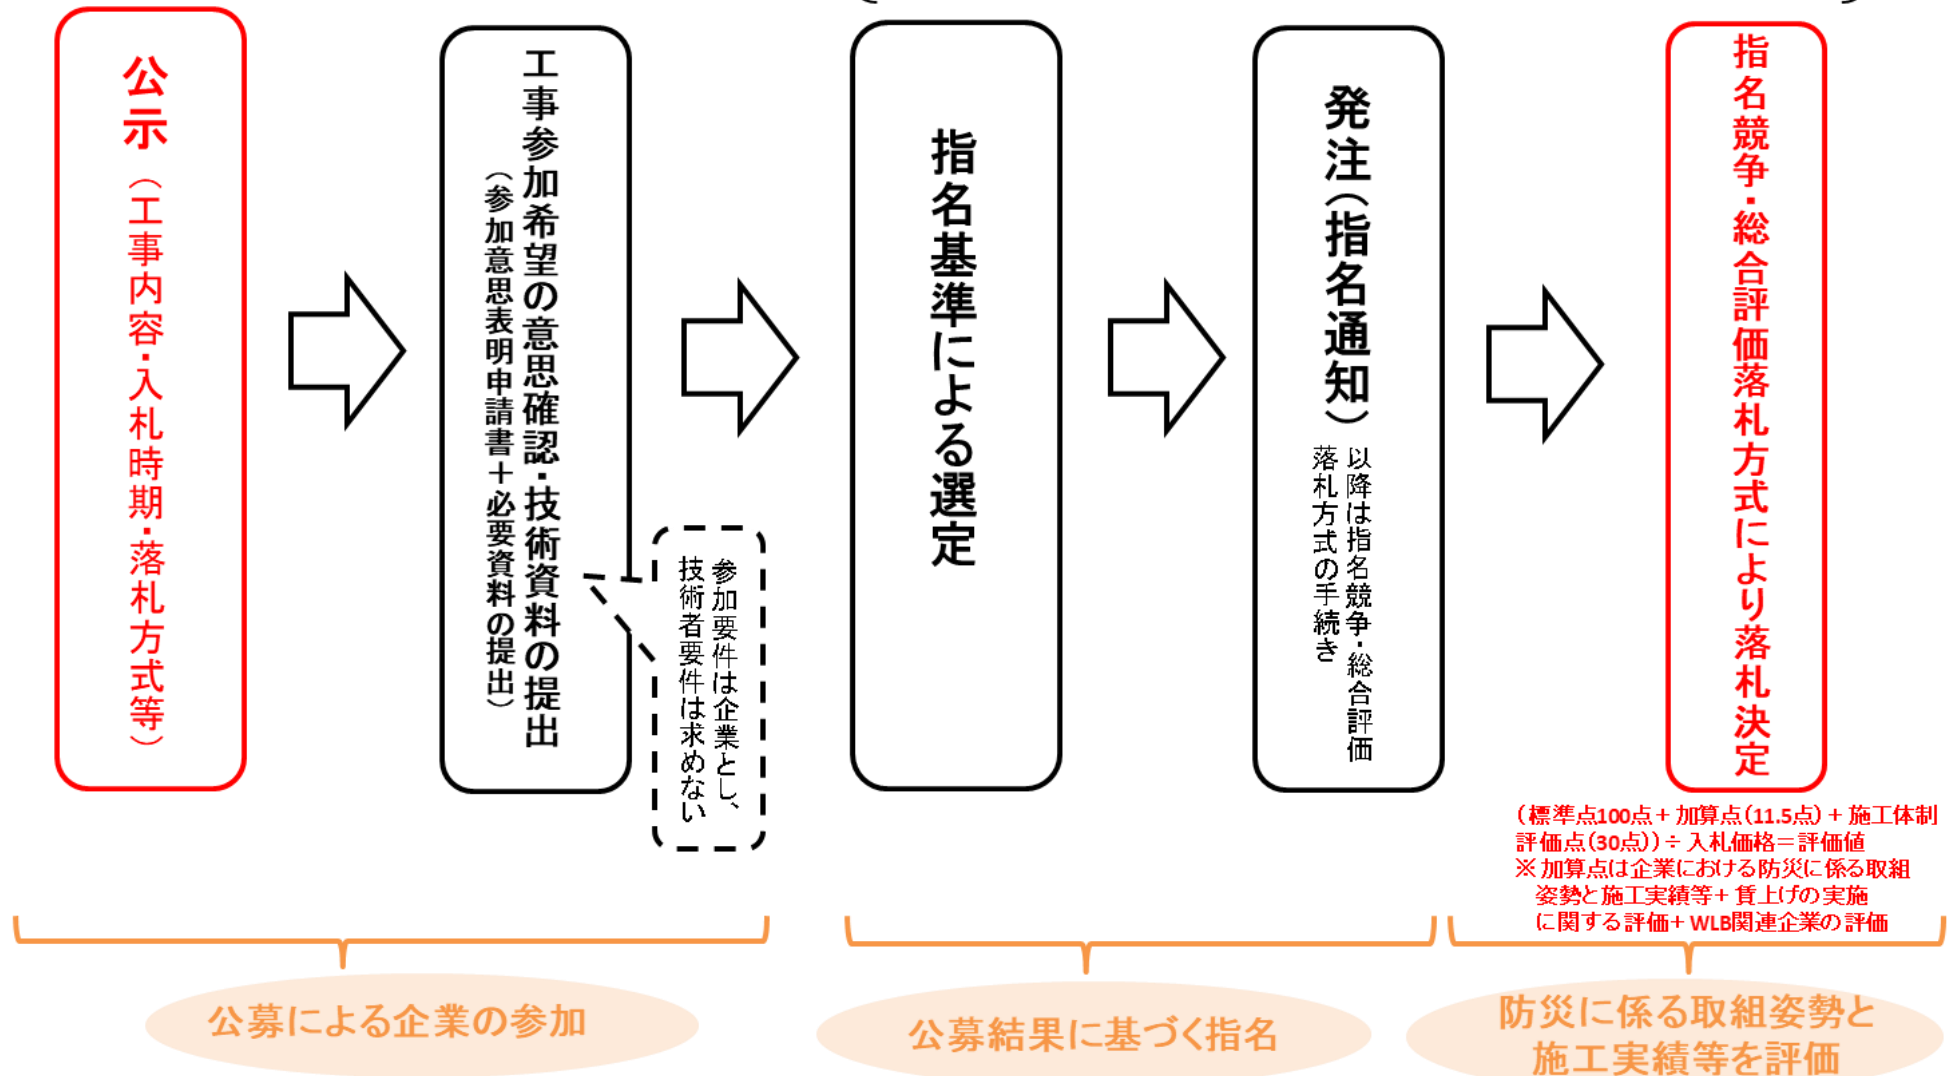 公示（工事内容・入札時期・落札方式等）
工事参加希望の意思確認・技術資料の提出
（参加意思表明申請書＋必要資料の提出）
参加要件は企業とし、
技術者要件は求めない
指名基準による選定
発注（指名通知）
以降は指名競争・総合評価
落札方式の手続き
指名競争・総合評価落札方式により落札決定
（標準点100点＋加算点（11.5点）＋施工体制
評価点（30点））÷入札価格＝評価値
※加算点は企業における防災に係る取組
姿勢と施工実績等＋賃上げの実施
に関する評価＋WLB関連企業の評価
公募による企業の参加
公募結果に基づく指名
防災に係る取組姿勢と
施工実績等を評価